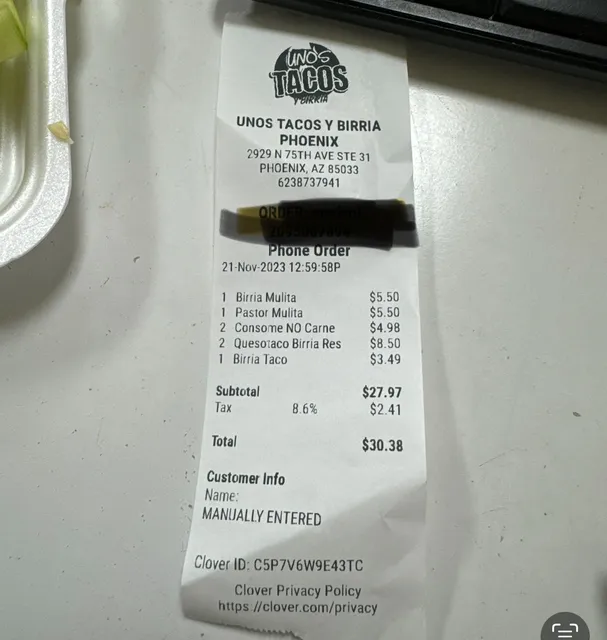 UNOS
TACOS
Y BIRRIA
UNOS TACOS Y BIRRIA
PHOENIX
2929 N 75TH AVE STE 31
PHOENIX, AZ 85033
6238737941
Phone Order
21-Nov-2023 12:59:58P
1 Birria Mulita $5.50
1 Pastor Mulita $5.50
2 Consome NO Carne $4.98
2 Quesotaco Birria Res $8.50
1 Birria Taco $3.49
Subtotal $27.97
Tax 8.6% $2.41
Total $30.38
Customer Info
Name:
MANUALLY ENTERED
Clover ID: C5P7V6W9E43TC
Clover Privacy Policy
https://clover.com/privacy